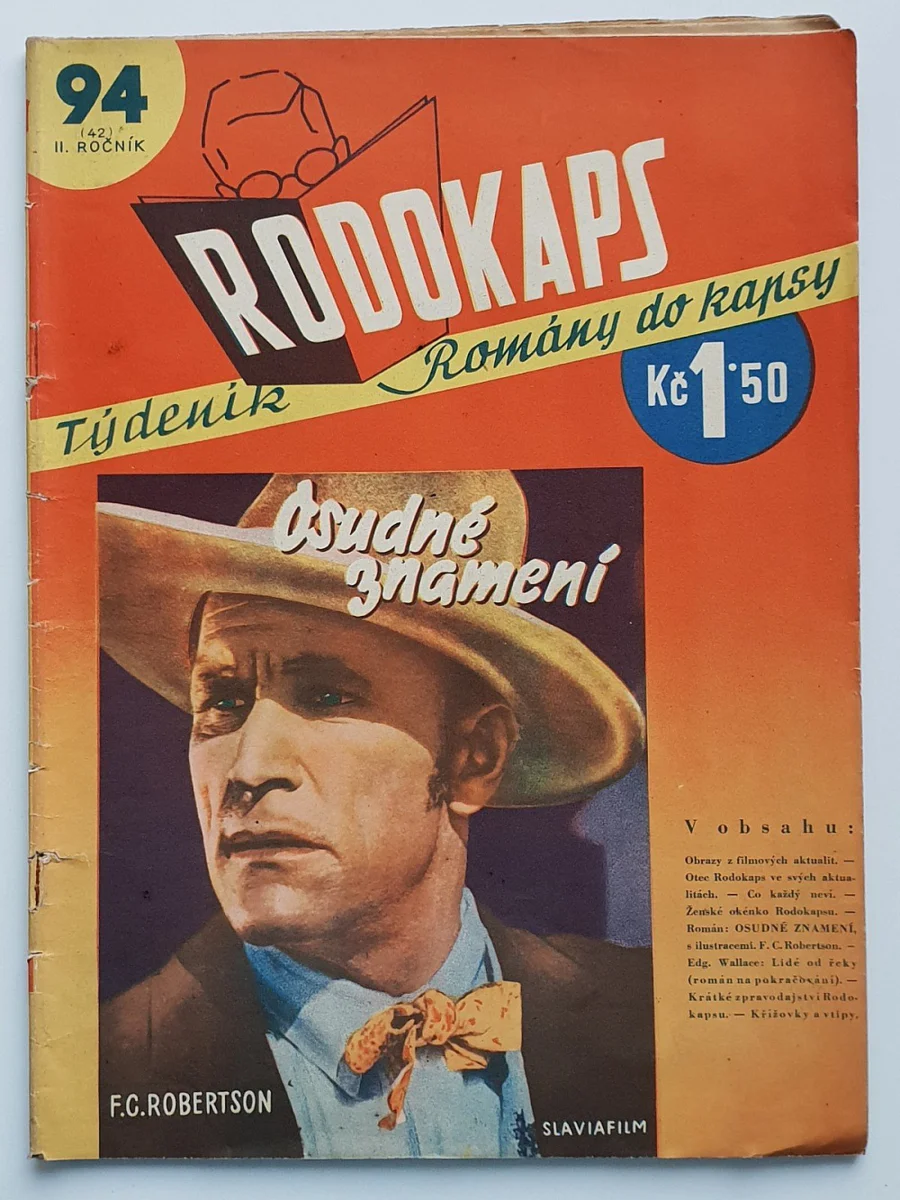 94
(42)
II. ROČNÍK
RODOKAPS
Týdeník Romány do kapsy
Kč 1·50
Osudné
znamení
V obsahu:
Obrazy z filmových aktualit. —
Otec Rodokaps ve svých aktua-
litách. — Co každý neví. —
Ženské okénko Rodokapsu. —
Román: OSUDNÉ ZNAMENÍ,
s ilustracemi. F. C. Robertson. —
Edg. Wallace: Lidé od řeky
(román na pokračování). —
Krátké zpravodajství Rodo-
kapsu. — Křížovky a vtipy.
F.C.ROBERTSON
SLAVIAFILM